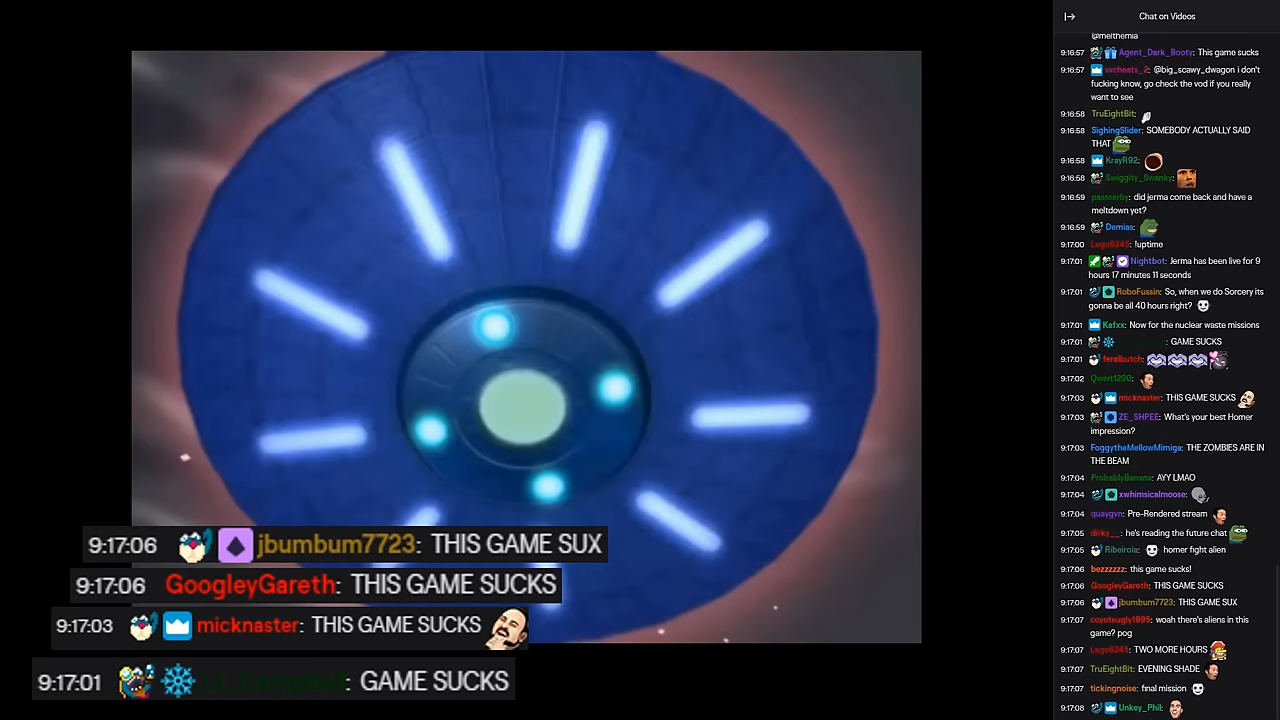 Chat on Videos
@melthemia
9:16:57 Agent_Dark_Booty: This game sucks
9:16:57 svcheats_2: @big_scawy_dwagon i don't
fucking know, go check the vod if you really
want to see
9:16:58 TruEightBit:
9:16:58 SighingSlider: SOMEBODY ACTUALLY SAID
THAT
9:16:58 KrayR92:
9:16:58 Swiggity_Swanky:
9:16:59 passserby: did jerma come back and have a
meltdown yet?
9:16:59 Demias:
9:17:00 Lego6245: !uptime
9:17:01 Nightbot: Jerma has been live for 9
hours 17 minutes 11 seconds
9:17:01 RoboFussin: So, when we do Sorcery its
gonna be all 40 hours right?
9:17:01 Kafxx: Now for the nuclear waste missions
9:17:01 : GAME SUCKS
9:17:01 feralbutch:
9:17:02 Qwert1290:
9:17:03 micknaster: THIS GAME SUCKS
9:17:03 ZE_SHPEE: What's your best Homer
impression?
9:17:03 FoggytheMellowMimiga: THE ZOMBIES ARE IN
THE BEAM
9:17:04 ProbablyBanana: AYY LMAO
9:17:04 xwhimsicalmoose:
9:17:04 quaygvn: Pre-Rendered stream
9:17:05 dirky__: he's reading the future chat
9:17:05 Ribeiroia: homer fight alien
9:17:06 bezzzzzz: this game sucks!
9:17:06 GoogleyGareth: THIS GAME SUCKS
9:17:06 jbumbum7723: THIS GAME SUX
9:17:07 coyoteugly1995: woah there's aliens in this
game? pog
9:17:07 Lego6245: TWO MORE HOURS
9:17:07 TruEightBit: EVENING SHADE
9:17:07 tickingnoise: fnal mission
9:17:08 Unkey_Phil:
9:17:06 jbumbum7723: THIS GAME SUX
9:17:06 GoogleyGareth: THIS GAME SUCKS
9:17:03 micknaster: THIS GAME SUCKS
9:17:01 : GAME SUCKS